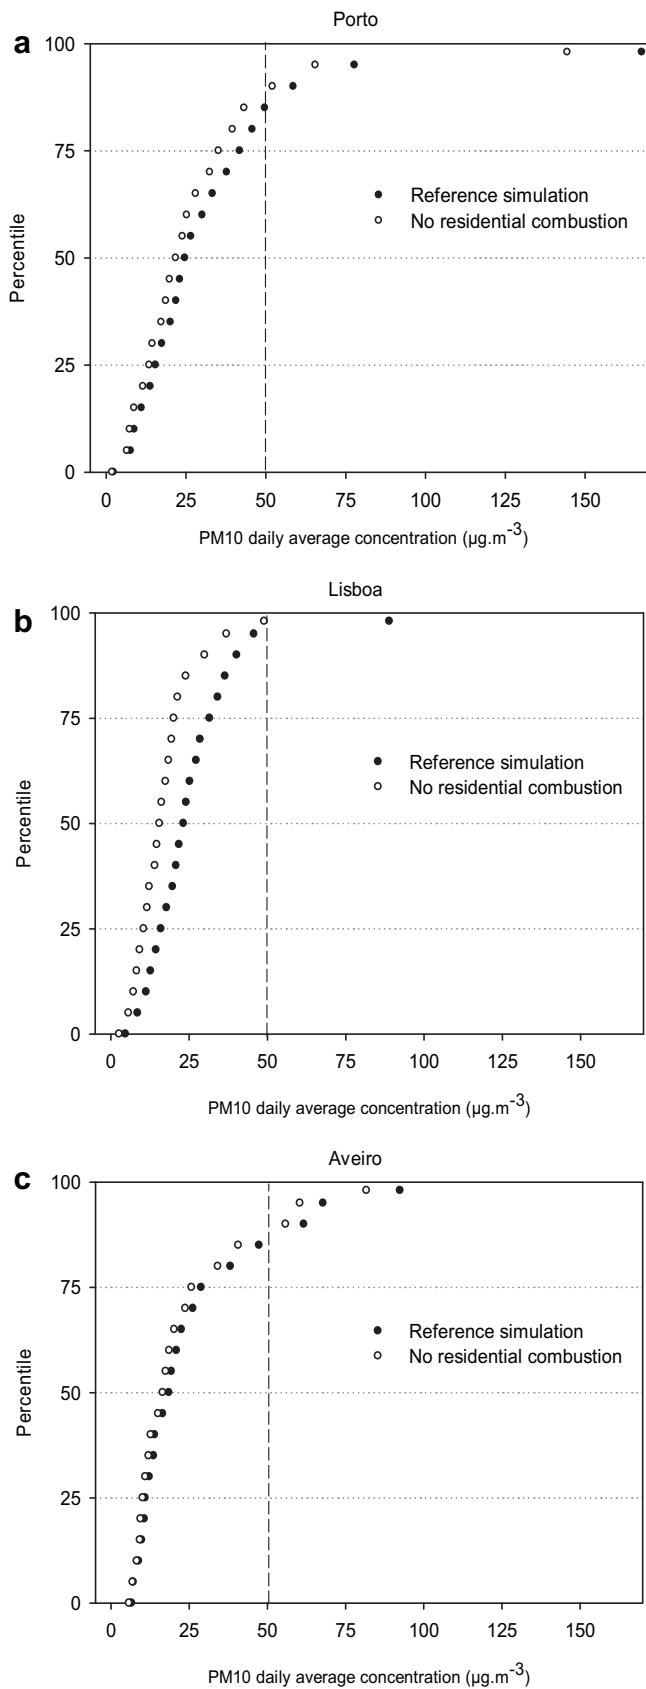 Porto
a
100
75
Reference simulation
No residential combustion
Percentile
50
25
0
0 25 50 75 100 125 150
PM10 daily average concentration (µg.m-3)
Lisboa
b
100
75
Reference simulation
No residential combustion
Percentile
50
25
0
0 25 50 75 100 125 150
PM10 daily average concentration (µg.m-3)
Aveiro
c
100
75
Reference simulation
No residential combustion
Percentile
50
25
0
0 25 50 75 100 125 150
PM10 daily average concentration (µg.m-3)